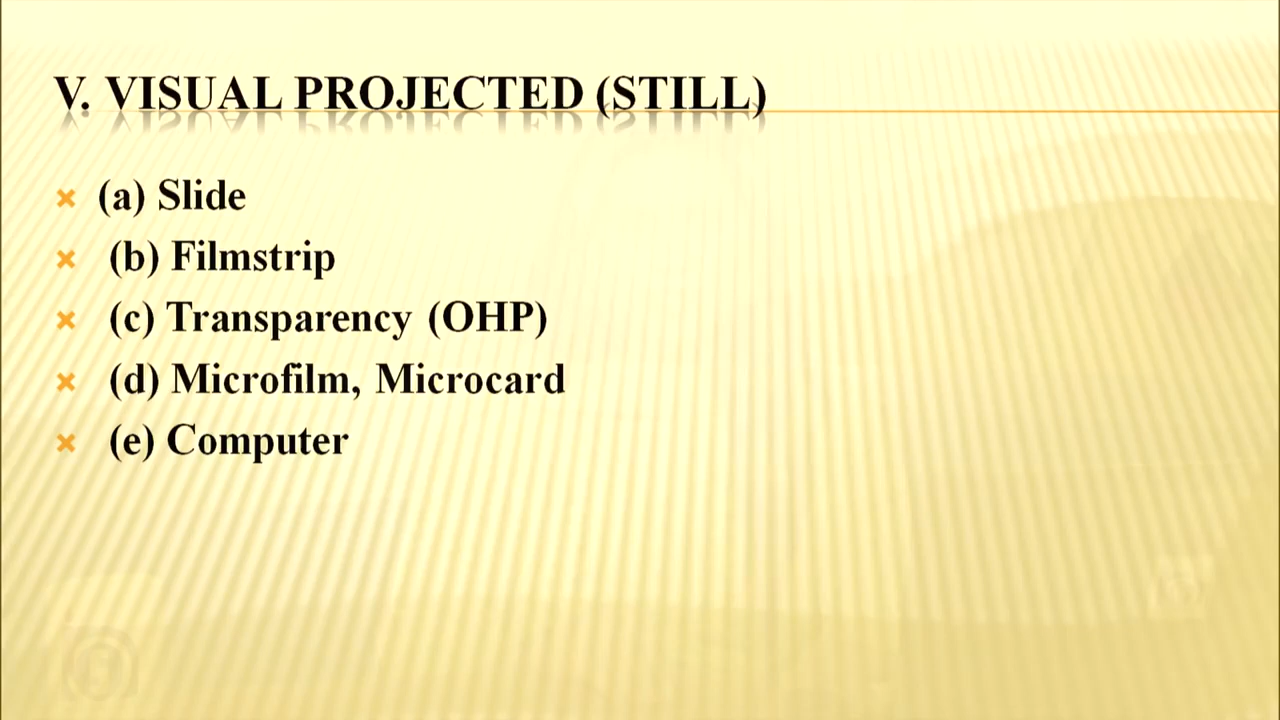 V. VISUAL PROJECTED (STILL)
(a) Slide
(b) Filmstrip
(c) Transparency (OHP)
(d) Microfilm, Microcard
(e) Computer